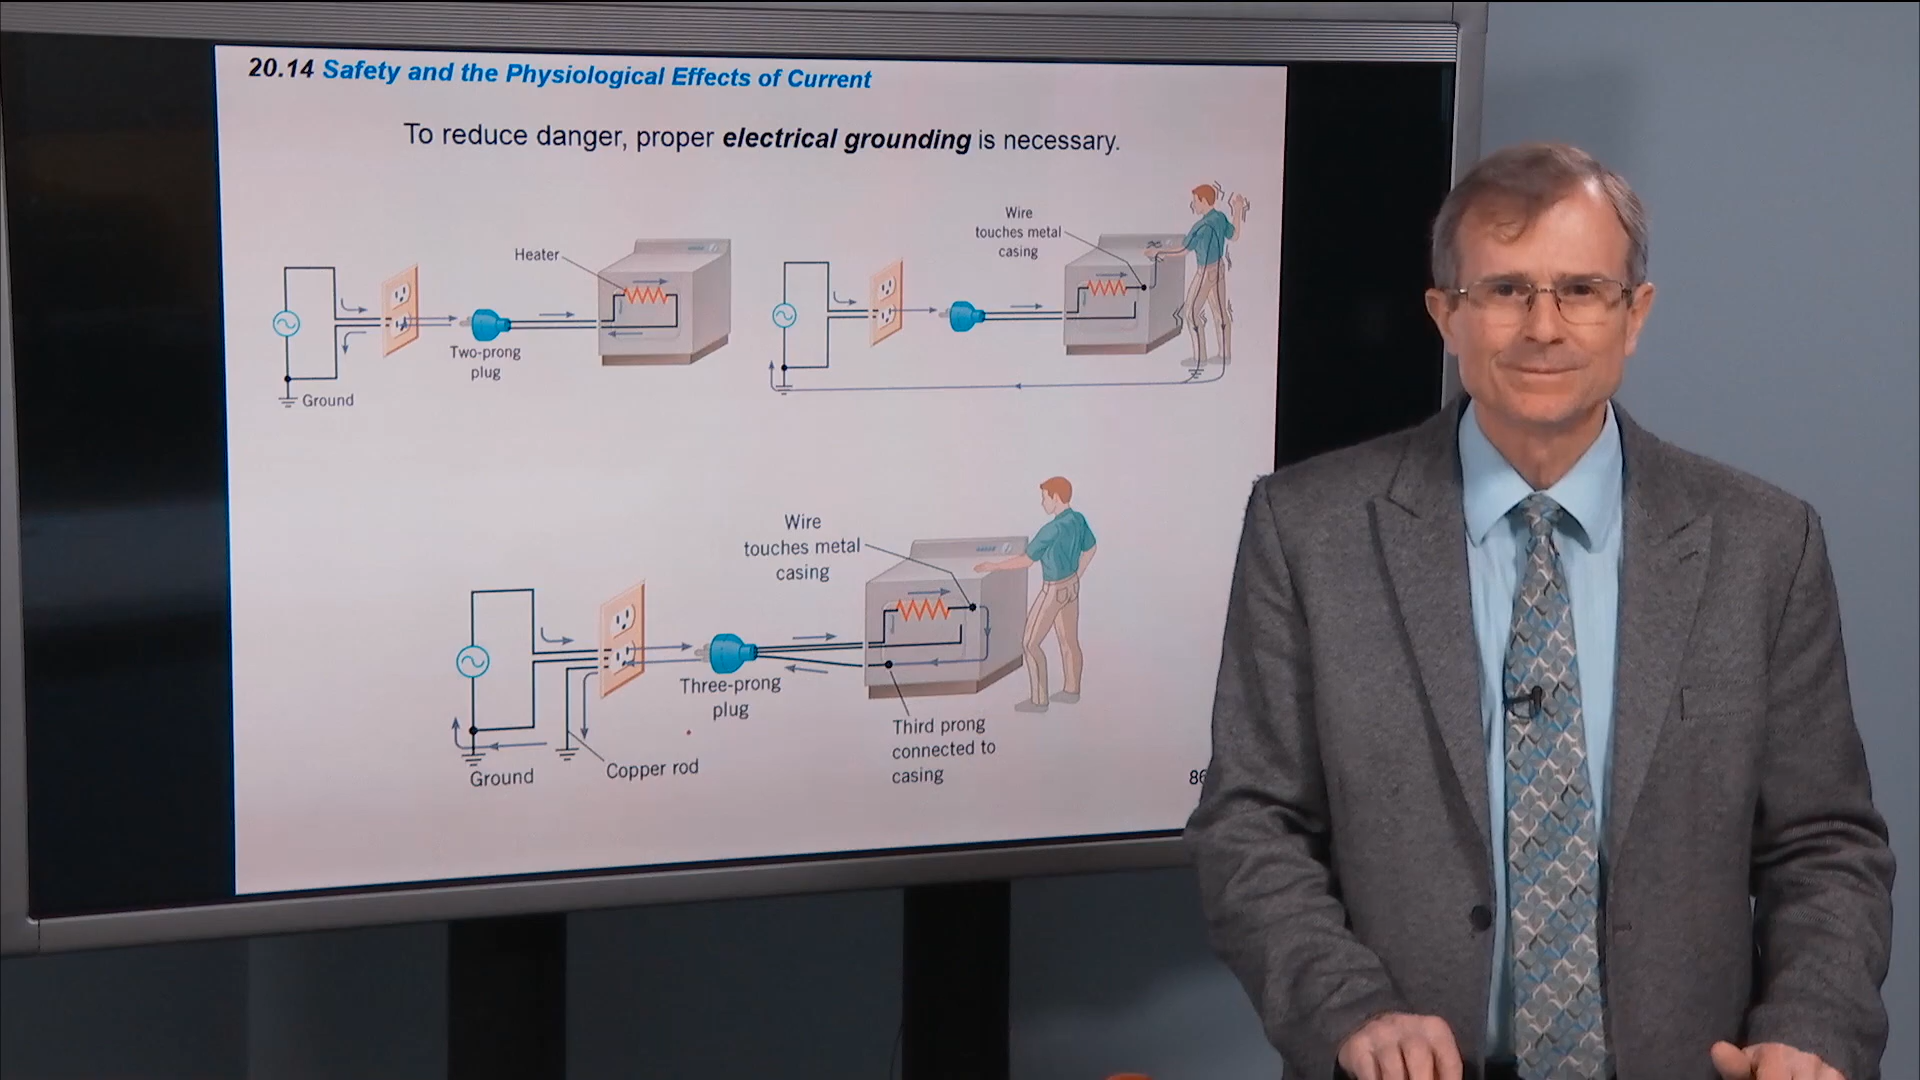 20.14 Safety and the Physiological Effects of Current
To reduce danger, proper electrical grounding is necessary.
Heater
Two-prong
plug
Ground
Wire
touches metal
casing
Wire
touches metal
casing
Three-prong
plug
Third prong
connected to
casing
Copper rod
Ground
86